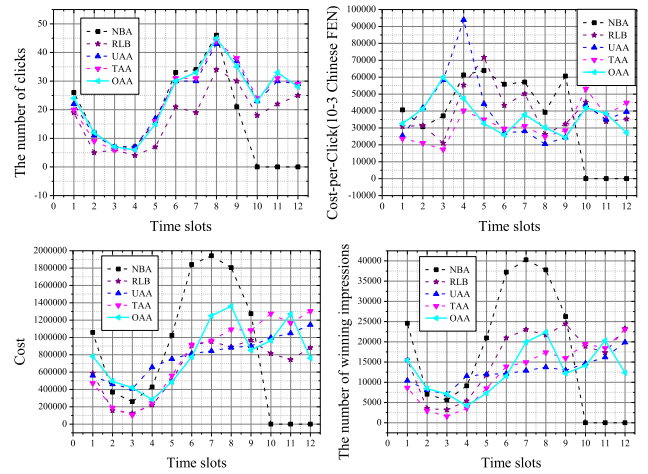 The number of clicks
50
40
30
20
10
0
-10
NBA
RLB
UAA
TAA
OAA
0 1 2 3 4 5 6 7 8 9 10 11 12
Time slots
Cost-per-Click(10-3 Chinese FEN)
100000
90000
80000
70000
60000
50000
40000
30000
20000
10000
0
-10000
NBA
RLB
UAA
TAA
OAA
0 1 2 3 4 5 6 7 8 9 10 11 12
Time slots
Cost
2000000
1800000
1600000
1400000
1200000
1000000
800000
600000
400000
200000
0
NBA
RLB
UAA
TAA
OAA
0 1 2 3 4 5 6 7 8 9 10 11 12
Time slots
The number of winning impressions
40000
35000
30000
25000
20000
15000
10000
5000
0
NBA
RLB
UAA
TAA
OAA
0 1 2 3 4 5 6 7 8 9 10 11 12
Time slots